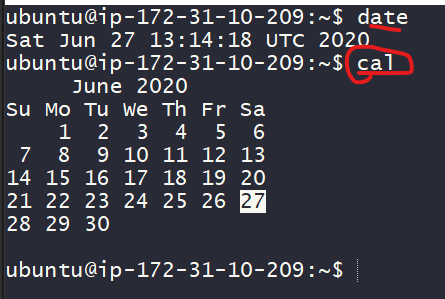 ubuntu@ip-172-31-10-209:~$ date
Sat Jun 27 13:14:18 UTC 2020
ubuntu@ip-172-31-10-209:~$ cal
June 2020
Su Mo Tu We Th Fr Sa
1 2 3 4 5 6
7 8 9 10 11 12 13
14 15 16 17 18 19 20
21 22 23 24 25 26 27
28 29 30
ubuntu@ip-172-31-10-209:~$